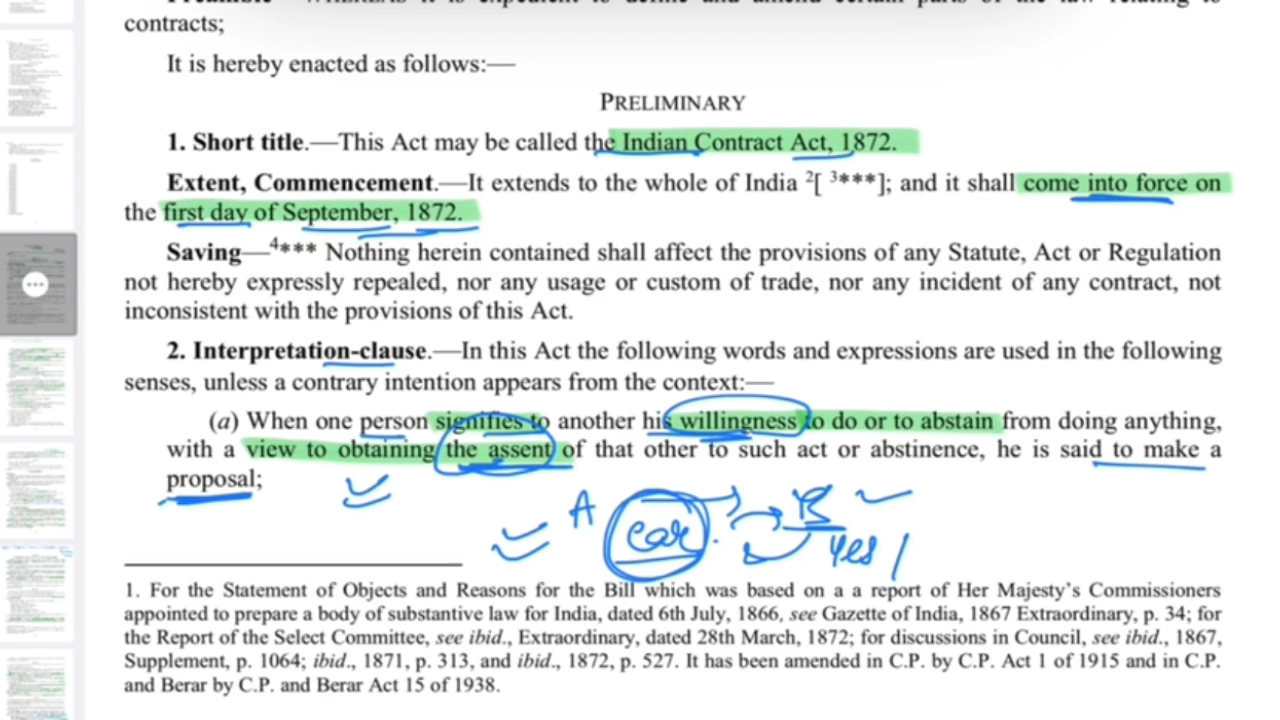 contracts;
It is hereby enacted as follows:—
PRELIMINARY
1. Short title.—This Act may be called the Indian Contract Act, 1872.
Extent, Commencement.—It extends to the whole of India ²[ ³***]; and it shall come into force on
the first day of September, 1872.
Saving—⁴*** Nothing herein contained shall affect the provisions of any Statute, Act or Regulation
not hereby expressly repealed, nor any usage or custom of trade, nor any incident of any contract, not
inconsistent with the provisions of this Act.
2. Interpretation-clause.—In this Act the following words and expressions are used in the following
senses, unless a contrary intention appears from the context:—
(a) When one person signifies to another his willingness to do or to abstain from doing anything,
with a view to obtaining the assent of that other to such act or abstinence, he is said to make a
proposal;
A car B
Yes
1. For the Statement of Objects and Reasons for the Bill which was based on a a report of Her Majesty's Commissioners
appointed to prepare a body of substantive law for India, dated 6th July, 1866, see Gazette of India, 1867 Extraordinary, p. 34; for
the Report of the Select Committee, see ibid., Extraordinary, dated 28th March, 1872; for discussions in Council, see ibid., 1867,
Supplement, p. 1064; ibid., 1871, p. 313, and ibid., 1872, p. 527. It has been amended in C.P. by C.P. Act 1 of 1915 and in C.P.
and Berar by C.P. and Berar Act 15 of 1938.